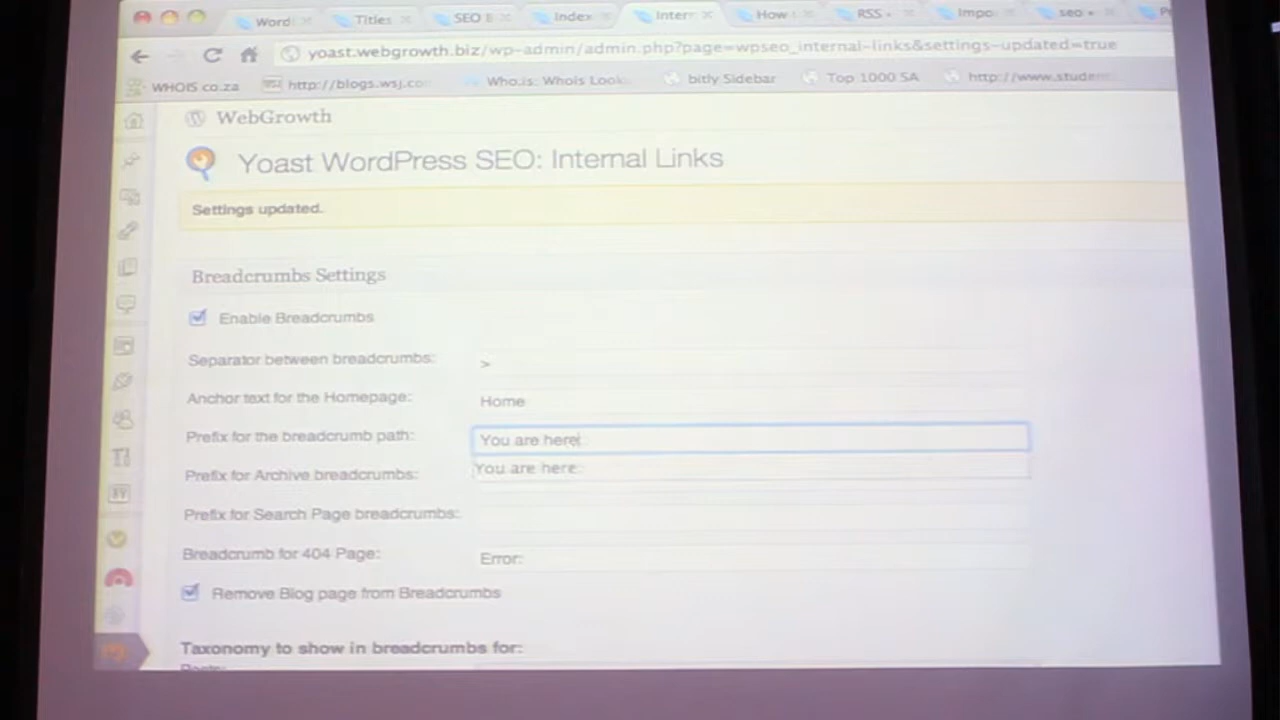 Word Titles SEO Index Inter How RSS Impo seo
yoast.webgrowth.biz/wp-admin/admin.php?page=wpseo_internal-links&settings-updated=true
WHOIS co.za http://blogs.wsj.co Who.is: Whois Look bitly Sidebar Top 1000 SA http://www.studen
WebGrowth
Yoast WordPress SEO: Internal Links
Settings updated.
Breadcrumbs Settings
Enable Breadcrumbs
Separator between breadcrumbs: >
Anchor text for the Homepage: Home
Prefix for the breadcrumb path: You are here
You are here:
Prefix for Archive breadcrumbs:
Prefix for Search Page breadcrumbs:
Breadcrumb for 404 Page: Error:
Remove Blog page from Breadcrumbs
Taxonomy to show in breadcrumbs for: